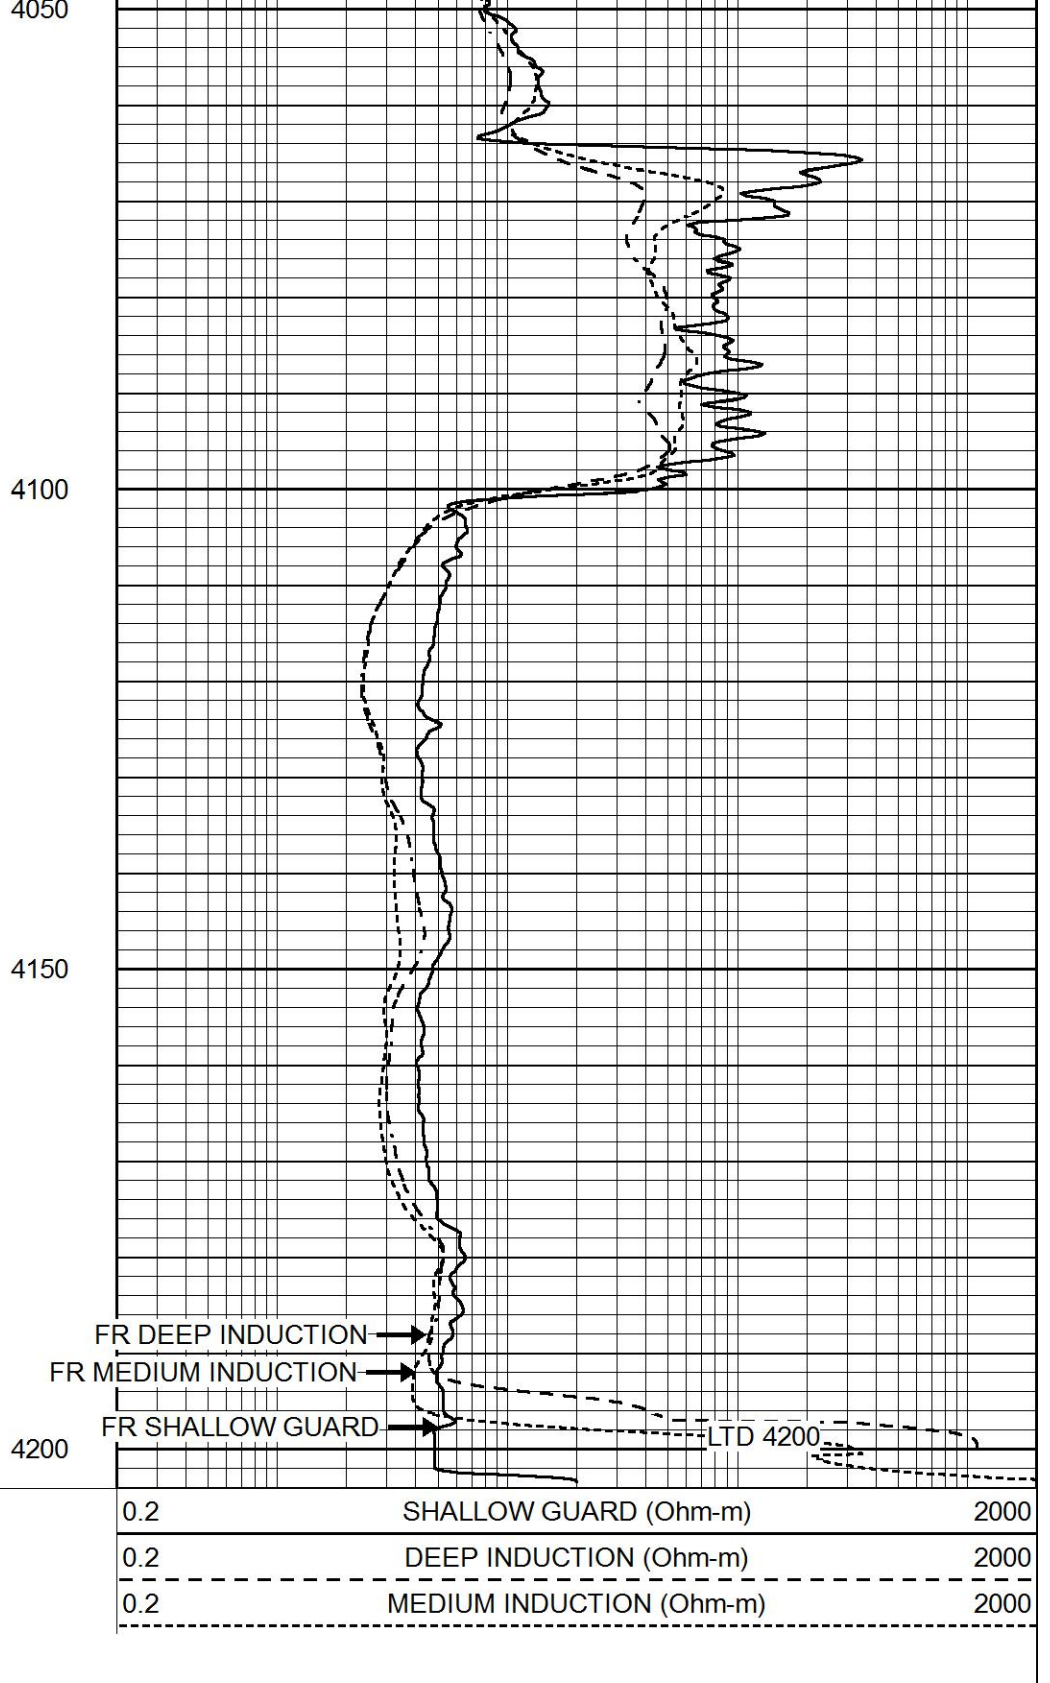 4050
4100
4150
FR DEEP INDUCTION
FR MEDIUM INDUCTION
FR SHALLOW GUARD
LTD 4200
4200
0.2 SHALLOW GUARD (Ohm-m) 2000
0.2 DEEP INDUCTION (Ohm-m) 2000
0.2 MEDIUM INDUCTION (Ohm-m) 2000